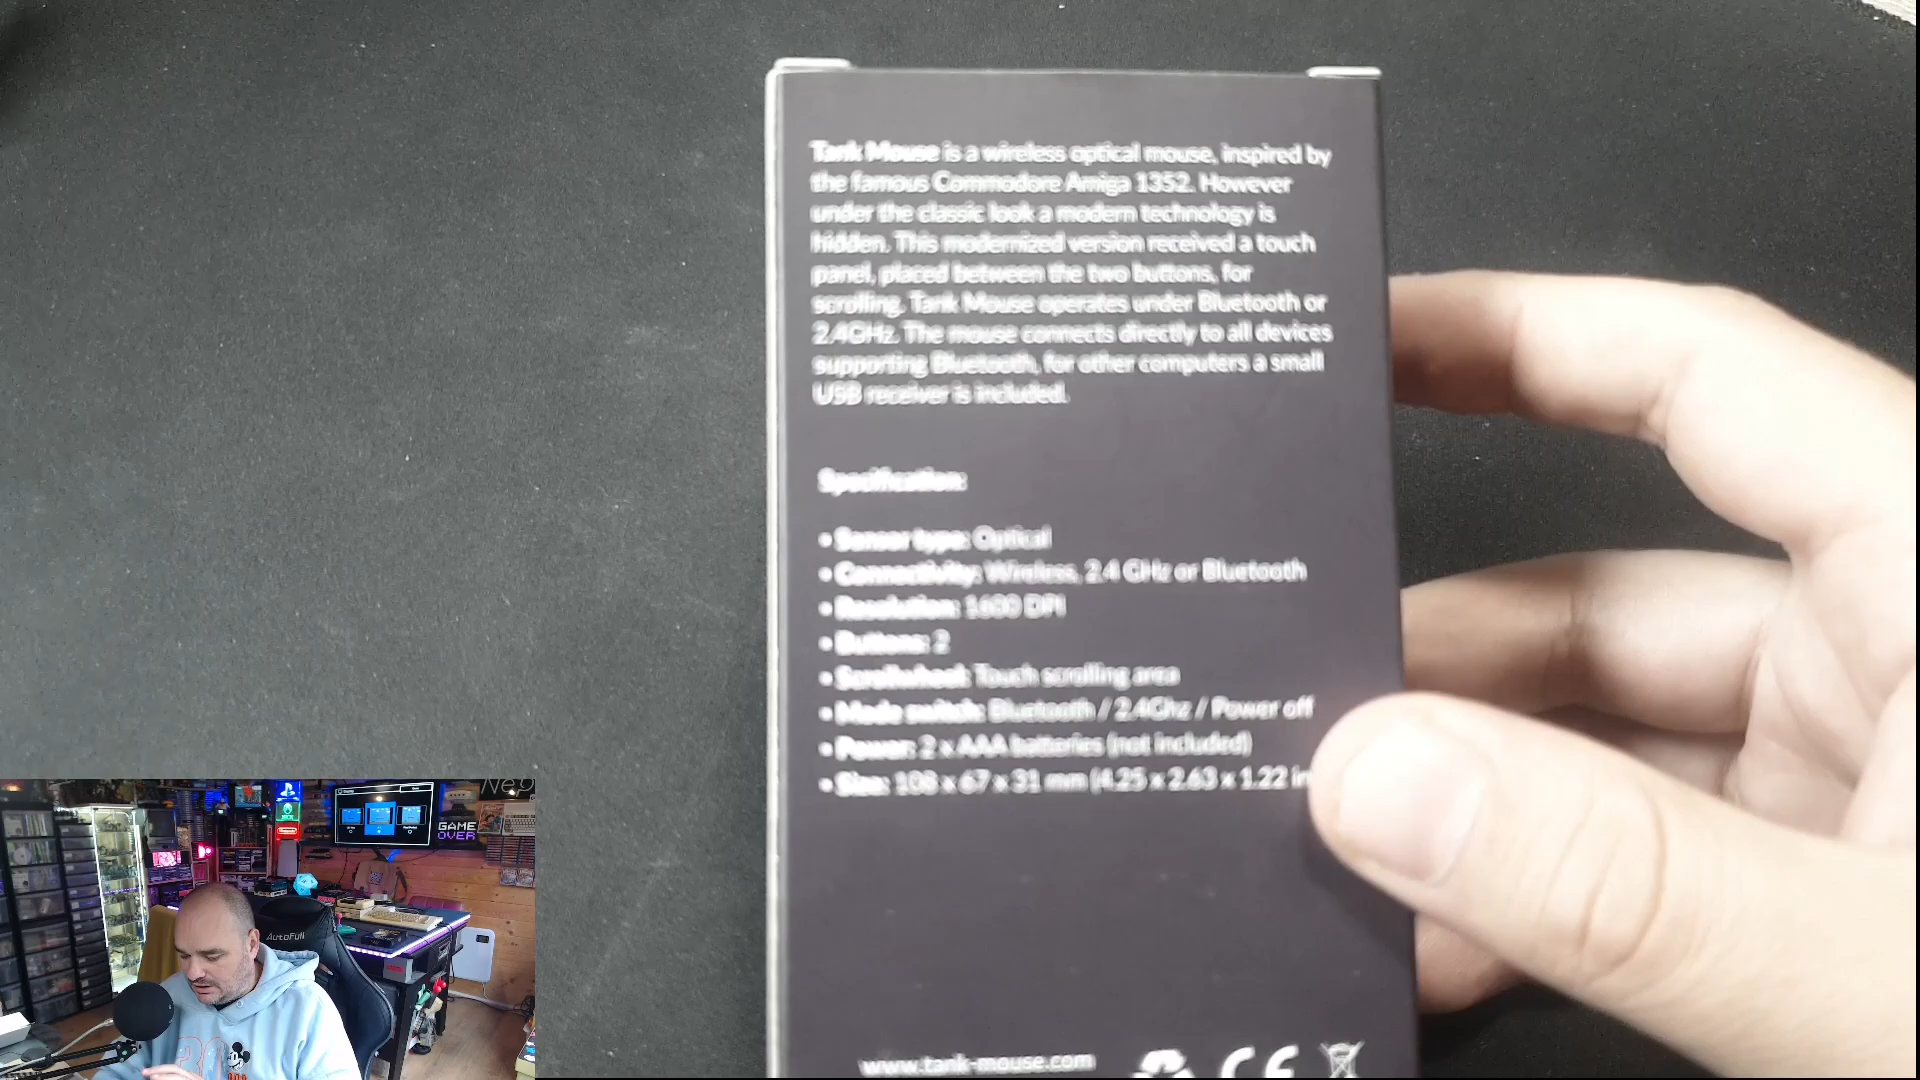 Tank Mouse is a wireless optical mouse, inspired by
the famous Commodore Amiga 1352. However
under the classic look a modern technology is
hidden. This modernized version received a touch
panel, placed between the two buttons, for
scrolling. Tank Mouse operates under Bluetooth or
2.4GHz. The mouse connects directly to all devices
supporting Bluetooth, for other computers a small
USB receiver is included.
Specification:
• Sensor type: Optical
• Connectivity: Wireless, 2.4 GHz or Bluetooth
• Resolution: 1600 DPI
• Buttons: 2
• Scrollwheel: Touch scrolling area
• Mode switch: Bluetooth / 2.4Ghz / Power off
• Power: 2 x AAA batteries (not included)
• Size: 108 x 67 x 31 mm (4.25 x 2.63 x 1.22 in
www.tank-mouse.com
CE
GAME
OVER
AutoFull